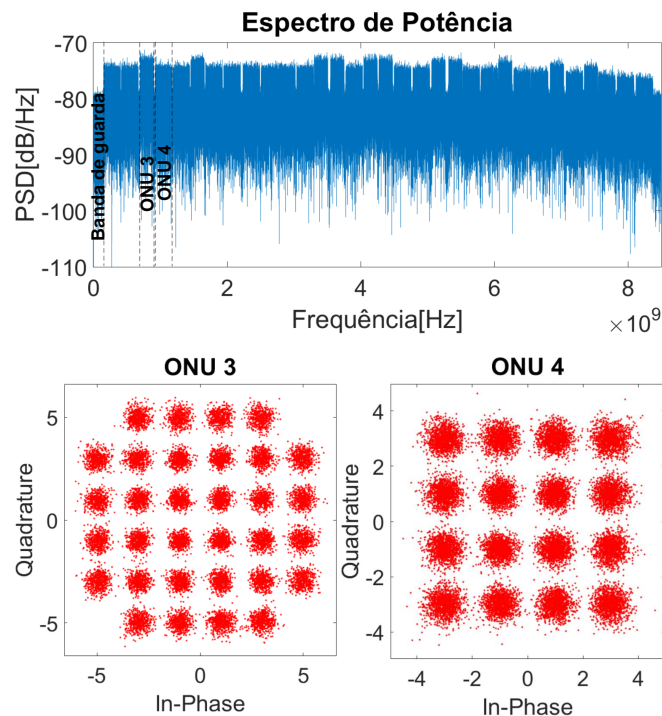 Espectro de Potência
-70
-80
-90
-100
-110
PSD[dB/Hz]
Banda de guarda
ONU 3
ONU 4
0 2 4 6 8
Frequência[Hz]
×10⁹
ONU 3
5
0
-5
Quadrature
-5 0 5
In-Phase
ONU 4
4
2
0
-2
-4
Quadrature
-4 -2 0 2 4
In-Phase